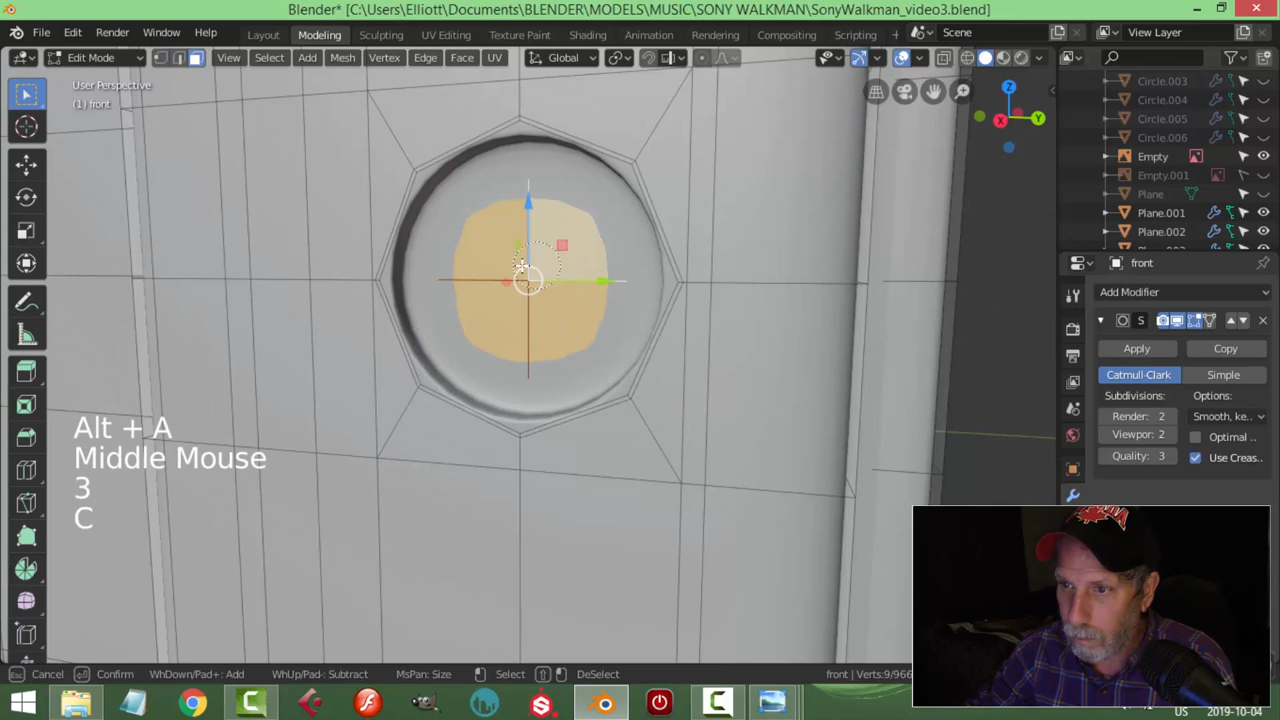 Blender* [C:\Users\Elliott\Documents\BLENDER\MODELS\MUSIC\SONY WALKMAN\SonyWalkman_video3.blend]
File Edit Render Window Help Layout Modeling Sculpting UV Editing Texture Paint Shading Animation Rendering Compositing Scripting Scene View Layer
Edit Mode View Select Add Mesh Vertex Edge Face UV Global
User Perspective
(1) front
Z
Y
X
Circle.003
Circle.004
Circle.005
Circle.006
Empty
Empty.001
Plane
Plane.001
Plane.002
front
Add Modifier
S
Apply Copy
Catmull-Clark Simple
Subdivisions: Options:
Render: 2 Smooth, ke..
Viewpor: 2 Optimal ..
Quality: 3 Use Creas..
Alt + A
Middle Mouse
3
C
Esc Cancel Confirm WhDown/Pad+: Add WhUp/Pad-: Subtract MsPan: Size Select DeSelect front | Verts:9/966
US 2019-10-04